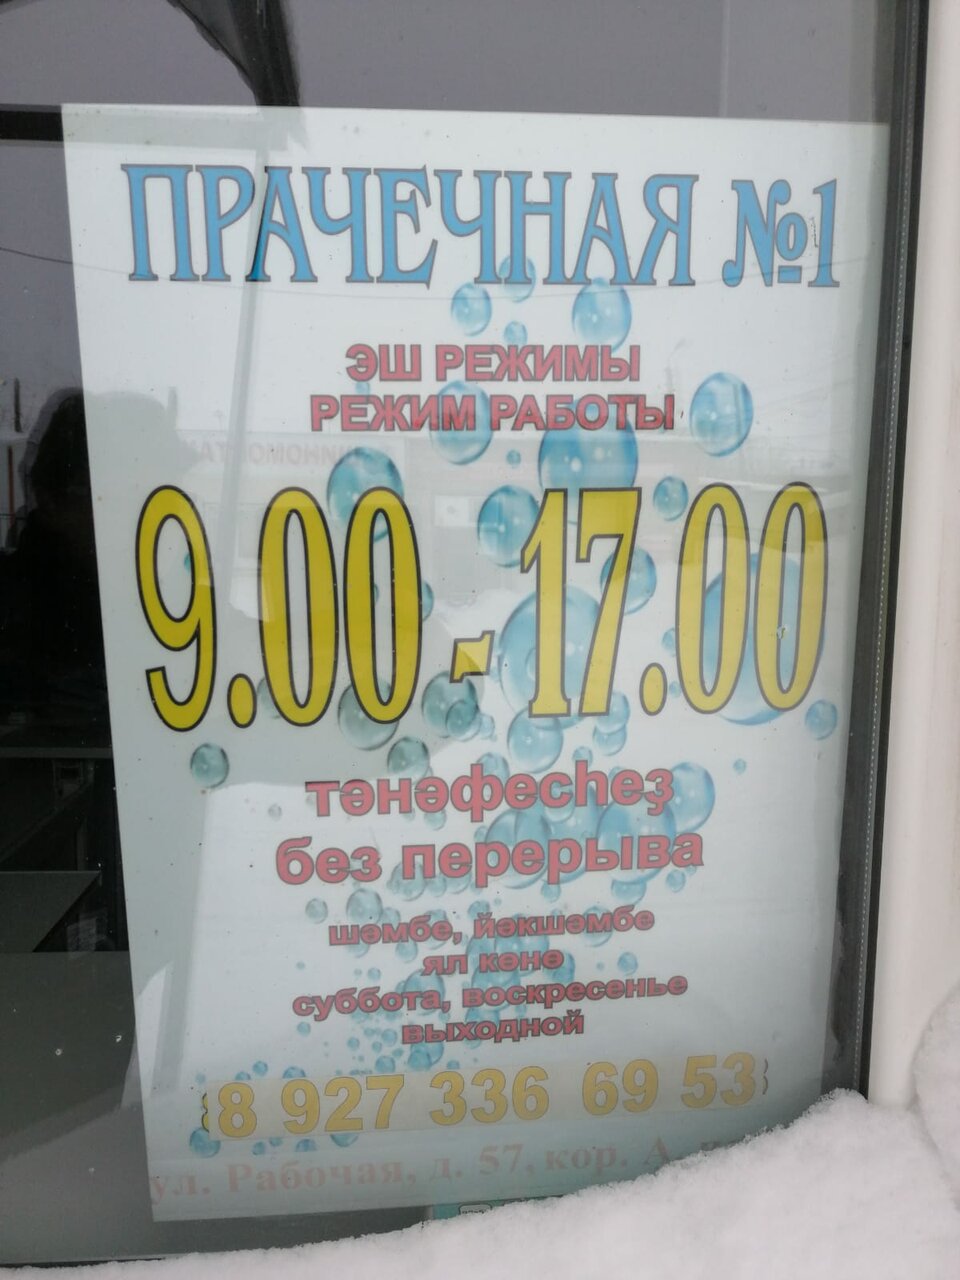 ПРАЧЕЧНАЯ №1
ЭШ РЕЖИМЫ
РЕЖИМ РАБОТЫ
9.00 - 17.00
тәнәфесһеҙ
без перерыва
шәмбе, йәкшәмбе
ял көнө
суббота, воскресенье
выходной
8 927 336 69 53
ул. Рабочая, д. 57, кор. А,